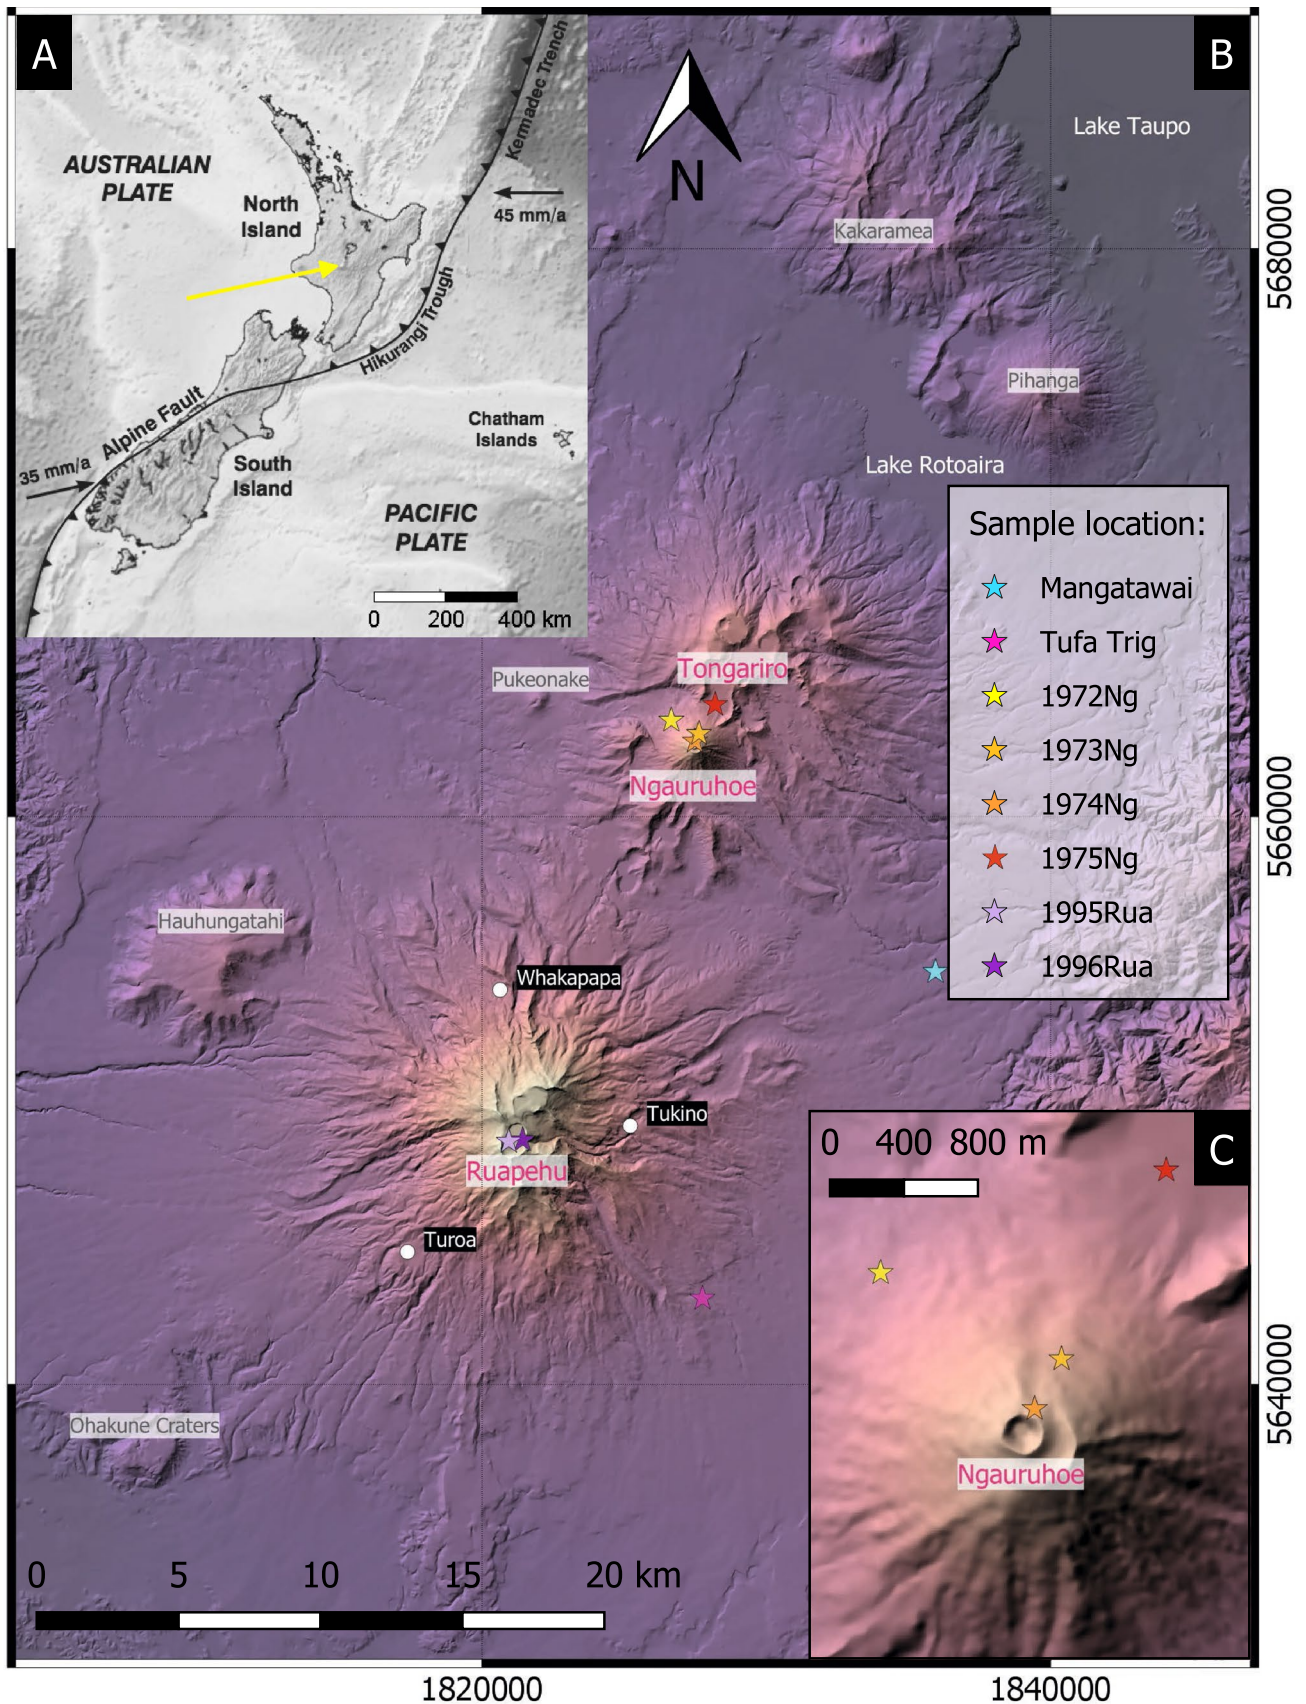 A
Kermadec Trench
AUSTRALIAN
PLATE
North
Island
45 mm/a
Hikurangi Trough
Alpine Fault
Chatham
Islands
35 mm/a
South
Island
PACIFIC
PLATE
0 200 400 km
B
N
Lake Taupo
Kakaramea
5680000
Pihanga
Lake Rotoaira
Sample location:
Mangatawai
Tufa Trig
1972Ng
1973Ng
1974Ng
1975Ng
1995Rua
1996Rua
Pukeonake
Tongariro
Ngauruhoe
5660000
Hauhungatahi
Whakapapa
Tukino
Ruapehu
Turoa
Ohakune Craters
5640000
0 5 10 15 20 km
1820000 1840000
C
0 400 800 m
Ngauruhoe